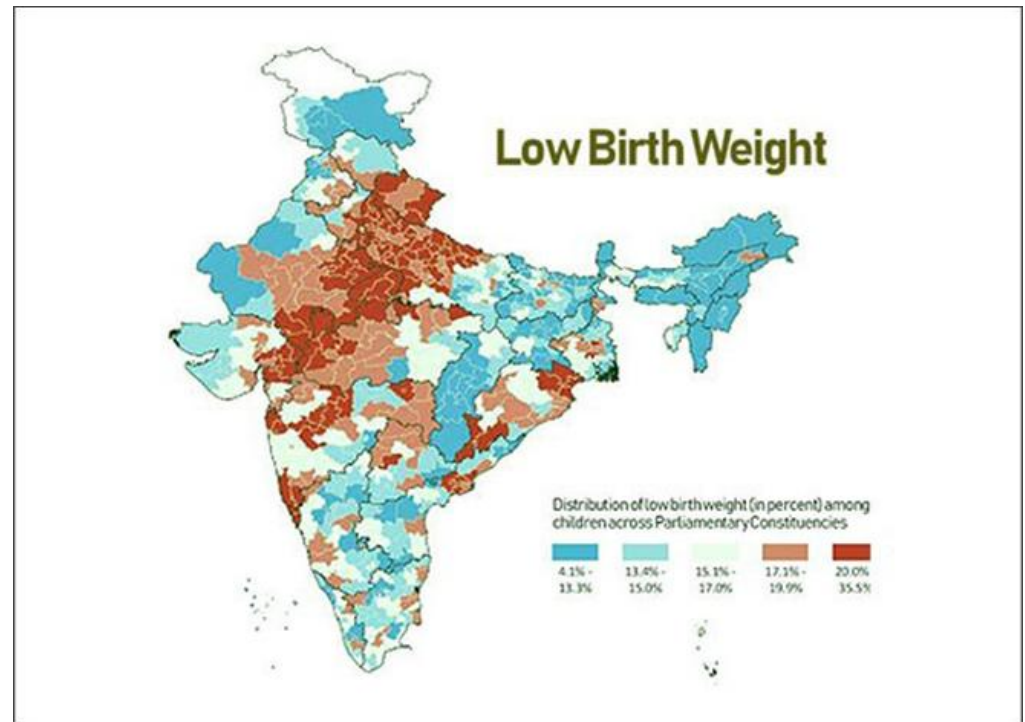 Low Birth Weight
Distribution of low birth weight (in percent) among
children across Parliamentary Constituencies
4.1% - 13.4% - 15.1% - 17.1% - 20.0%
13.3% 15.0% 17.0% 19.9% 35.5%